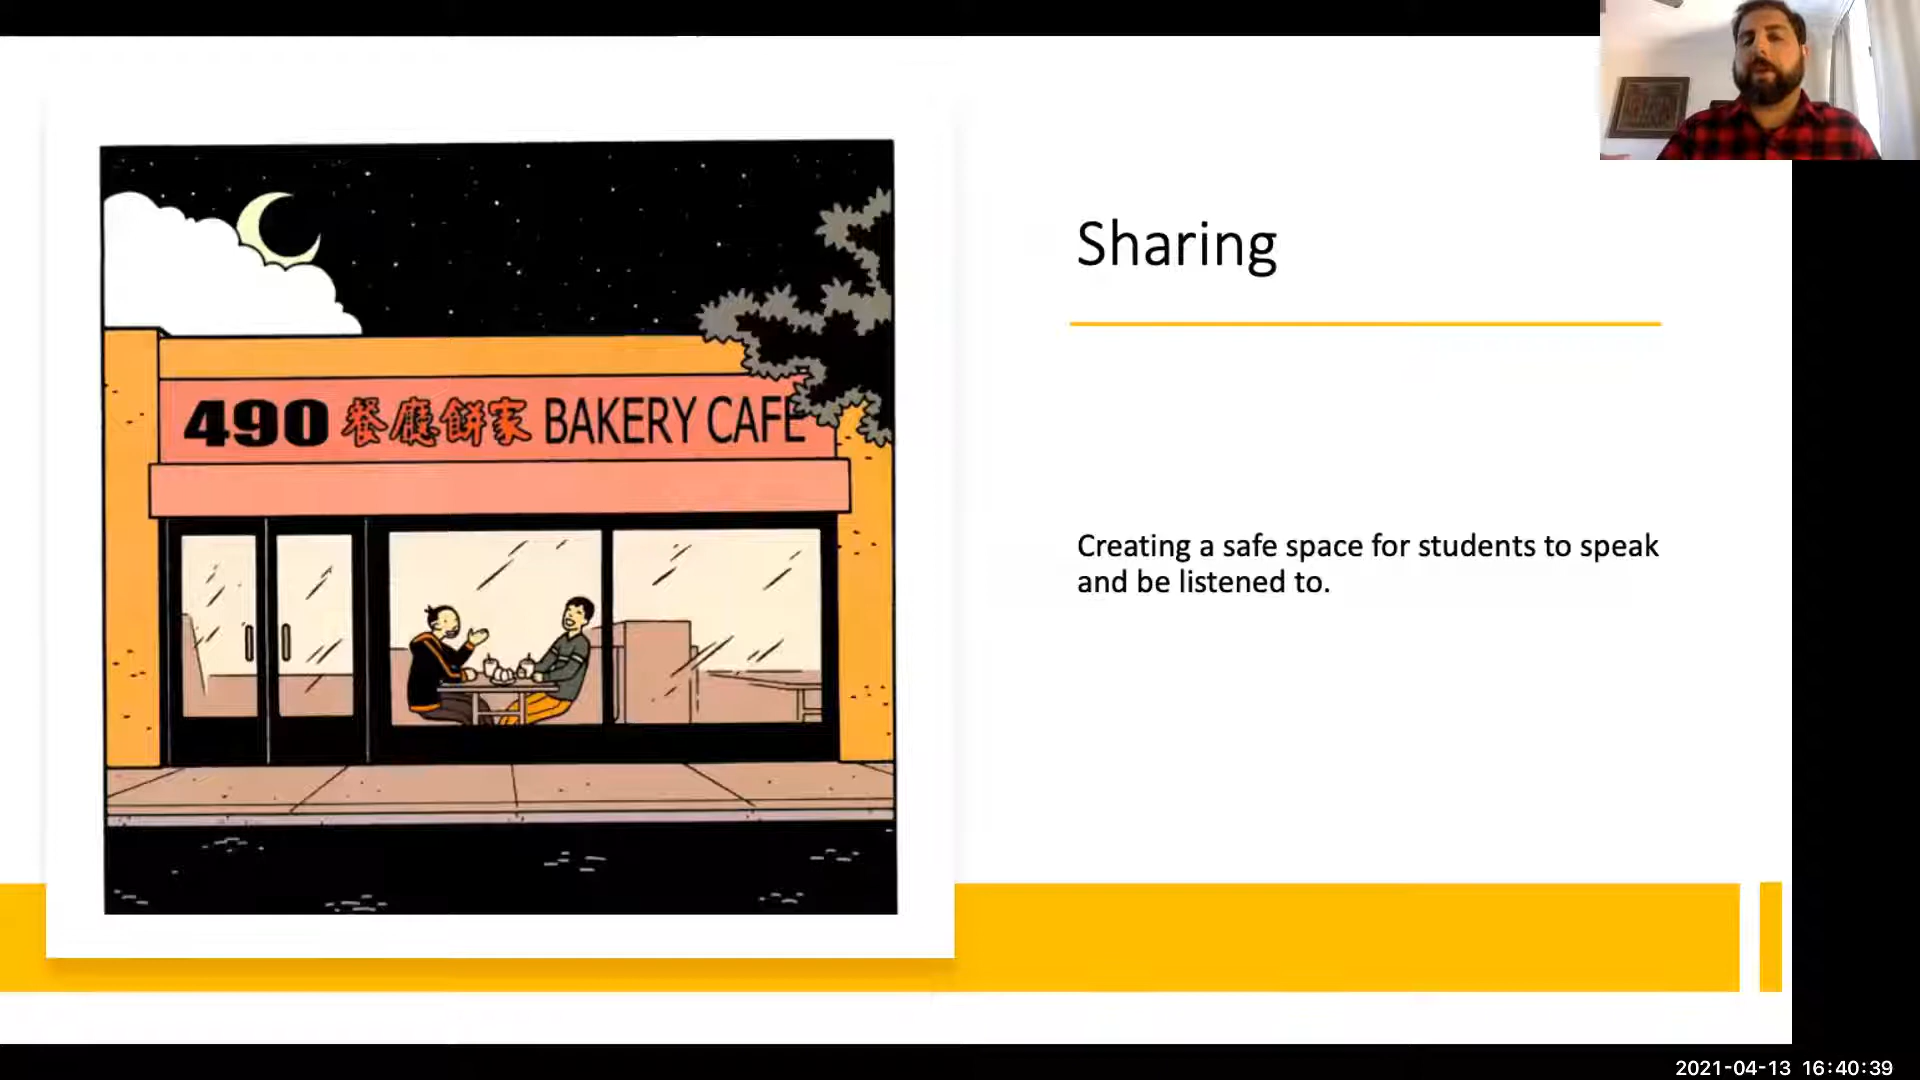 490 餐廳餅家 BAKERY CAFE
Sharing
Creating a safe space for students to speak
and be listened to.
2021-04-13 16:40:39